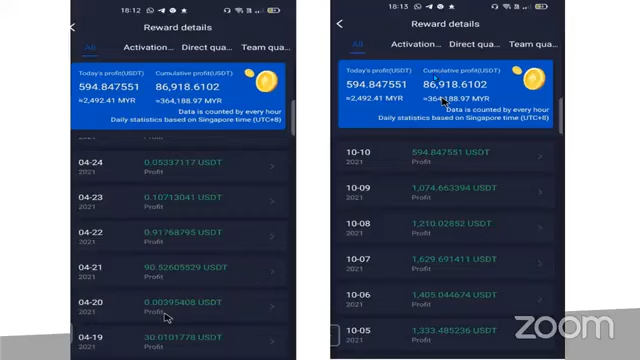 18:12
Reward details
All
Activation...
Direct qua...
Team qua...
Today's profit(USDT)
Cumulative profit(USDT)
594.847551
86,918.6102
≈2,492.41 MYR
≈364,188.97 MYR
Data is counted by every hour
Daily statistics based on Singapore time (UTC+8)
Profit
04-24
0.05337117 USDT
2021
Profit
04-23
0.10713041 USDT
2021
Profit
04-22
0.91768795 USDT
2021
Profit
04-21
90.52605529 USDT
2021
Profit
04-20
0.00395408 USDT
2021
Profit
04-19
30.0101778 USDT
2021
Profit
18:13
Reward details
All
Activation...
Direct qua...
Team qua...
Today's profit(USDT)
Cumulative profit(USDT)
594.847551
86,918.6102
≈2,492.41 MYR
≈364,188.97 MYR
Data is counted by every hour
Daily statistics based on Singapore time (UTC+8)
10-10
594.847551 USDT
2021
Profit
10-09
1,074.663394 USDT
2021
Profit
10-08
1,210.02852 USDT
2021
Profit
10-07
1,629.691411 USDT
2021
Profit
10-06
1,405.044674 USDT
2021
Profit
10-05
1,333.485236 USDT
2021
Profit
zoom